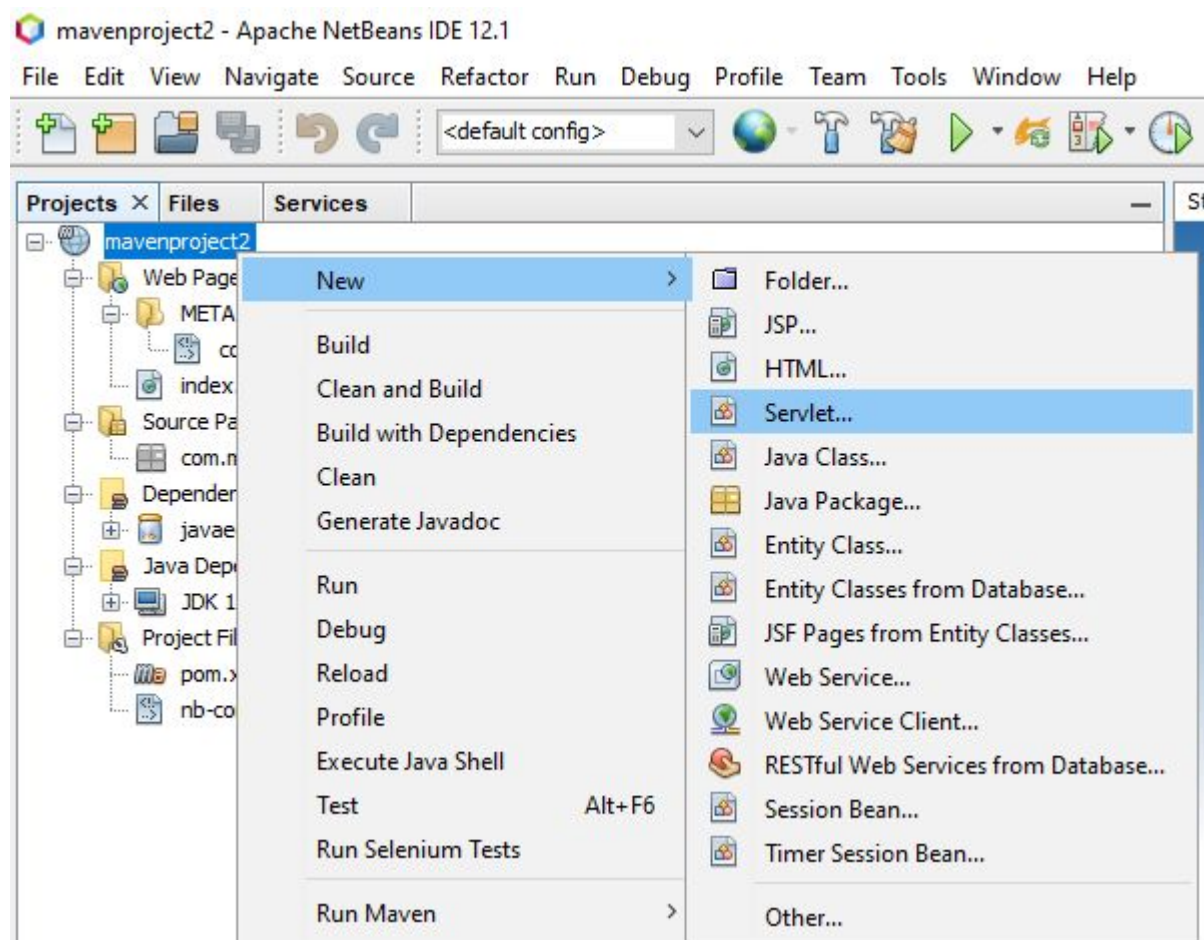 mavenproject2 - Apache NetBeans IDE 12.1
File Edit View Navigate Source Refactor Run Debug Profile Team Tools Window Help
<default config>
Projects Files Services
mavenproject2
Web Page
META
index
Source Pa
com.m
Depender
javae
Java Dep
JDK 1
Project Fil
pom.x
nb-co
New
Build
Clean and Build
Build with Dependencies
Clean
Generate Javadoc
Run
Debug
Reload
Profile
Execute Java Shell
Test Alt+F6
Run Selenium Tests
Run Maven
Folder...
JSP...
HTML...
Servlet...
Java Class...
Java Package...
Entity Class...
Entity Classes from Database...
JSF Pages from Entity Classes...
Web Service...
Web Service Client...
RESTful Web Services from Database...
Session Bean...
Timer Session Bean...
Other...